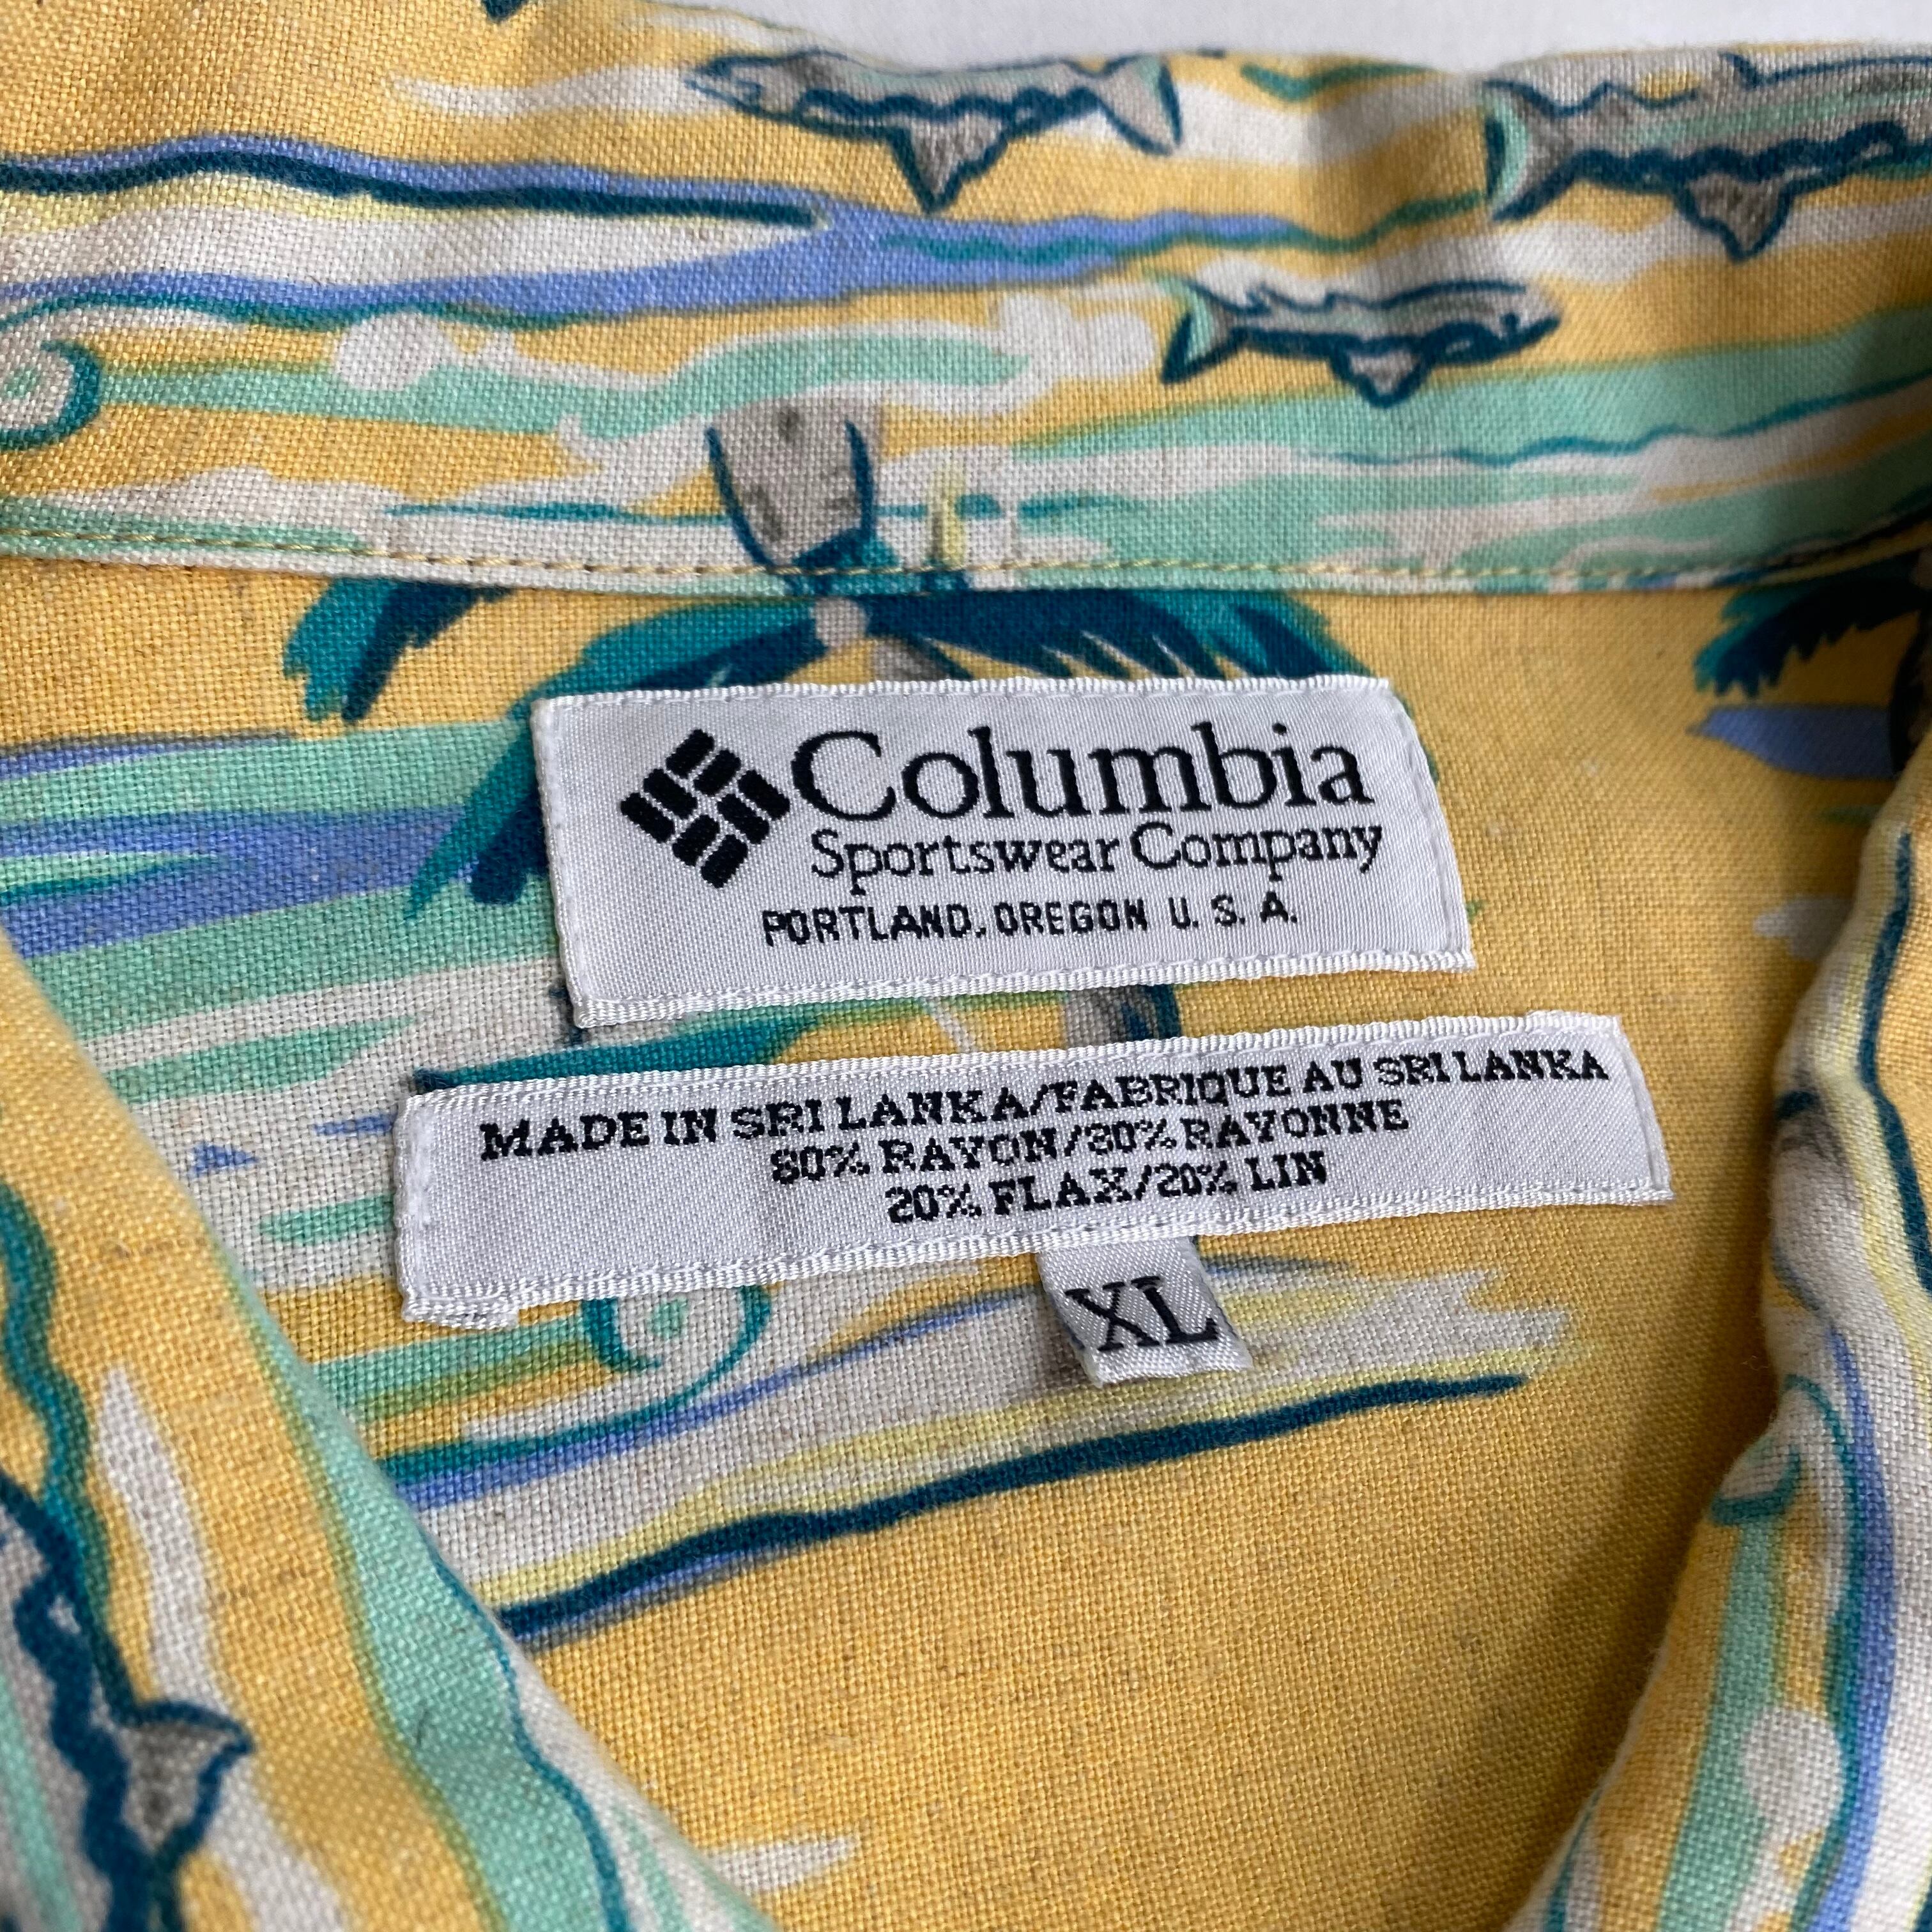 Columbia
Sportswear Company
PORTLAND, OREGON U.S.A.
MADE IN SRI LANKA/FABRIQUE AU SRI LANKA
80% RAYON/80% RAYONNE
20% FLAX/20% LIN
XL